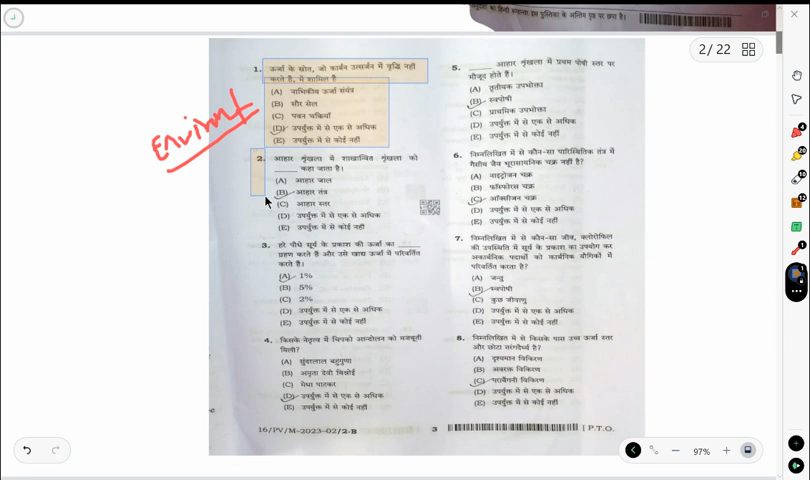 2 / 22
1. ऊर्जा के स्रोत, जो कार्बन उत्सर्जन में वृद्धि नहीं
करते हैं, में शामिल हैं
(A) नाभिकीय ऊर्जा संयंत्र
(B) सौर सेल
(C) पवन चक्कियाँ
(D) उपर्युक्त में से एक से अधिक
(E) उपर्युक्त में से कोई नहीं
2. आहार शृंखला में शाखान्वित शृंखला को
_____ कहा जाता है।
(A) आहार जाल
(B) आहार तंत्र
(C) आहार स्तर
(D) उपर्युक्त में से एक से अधिक
(E) उपर्युक्त में से कोई नहीं
3. हरे पौधे सूर्य के प्रकाश की ऊर्जा का _____
ग्रहण करते हैं और उसे खाद्य ऊर्जा में परिवर्तित
करते हैं।
(A) 1%
(B) 5%
(C) 2%
(D) उपर्युक्त में से एक से अधिक
(E) उपर्युक्त में से कोई नहीं
4. किसके नेतृत्व में चिपको आन्दोलन को मजबूती
मिली?
(A) सुंदरलाल बहुगुणा
(B) अमृता देवी बिश्नोई
(C) मेधा पाटकर
(D) उपर्युक्त में से एक से अधिक
(E) उपर्युक्त में से कोई नहीं
16/PV/M-2023-02/2-B
5. _____ आहार शृंखला में प्रथम पोषी स्तर पर
मौजूद होते हैं।
(A) तृतीयक उपभोक्ता
(B) स्वपोषी
(C) प्राथमिक उपभोक्ता
(D) उपर्युक्त में से एक से अधिक
(E) उपर्युक्त में से कोई नहीं
6. निम्नलिखित में से कौन-सा पारिस्थितिक तंत्र में
गैसीय जैव भूरासायनिक चक्र नहीं है?
(A) नाइट्रोजन चक्र
(B) फॉस्फोरस चक्र
(C) ऑक्सीजन चक्र
(D) उपर्युक्त में से एक से अधिक
(E) उपर्युक्त में से कोई नहीं
7. निम्नलिखित में से कौन-सा जीव, क्लोरोफिल
की उपस्थिति में सूर्य के प्रकाश का उपयोग कर
अकार्बनिक पदार्थों को कार्बनिक यौगिकों में
परिवर्तित करता है?
(A) जन्तु
(B) स्वपोषी
(C) कुछ जीवाणु
(D) उपर्युक्त में से एक से अधिक
(E) उपर्युक्त में से कोई नहीं
8. निम्नलिखित में से किसके पास उच्च ऊर्जा स्तर
और छोटा तरंगदैर्ध्य है?
(A) दृश्यमान विकिरण
(B) अवरक्त विकिरण
(C) पराबैंगनी विकिरण
(D) उपर्युक्त में से एक से अधिक
(E) उपर्युक्त में से कोई नहीं
3
[ P.T.O.
97%